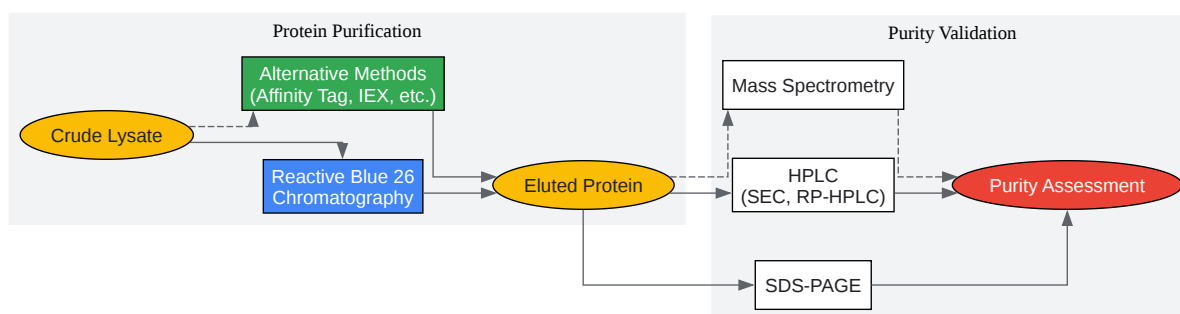 Protein Purification
Purity Validation
Alternative Methods
(Affinity Tag, IEX, etc.)
Mass Spectrometry
Crude Lysate
Reactive Blue 26
Chromatography
Eluted Protein
HPLC
(SEC, RP-HPLC)
Purity Assessment
SDS-PAGE